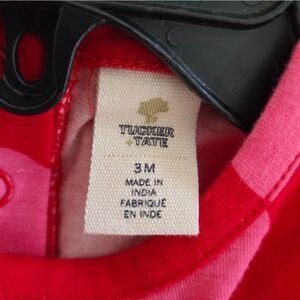 TUCKER
+TATE
3M
MADE IN
INDIA
FABRIQUÉ
EN INDE